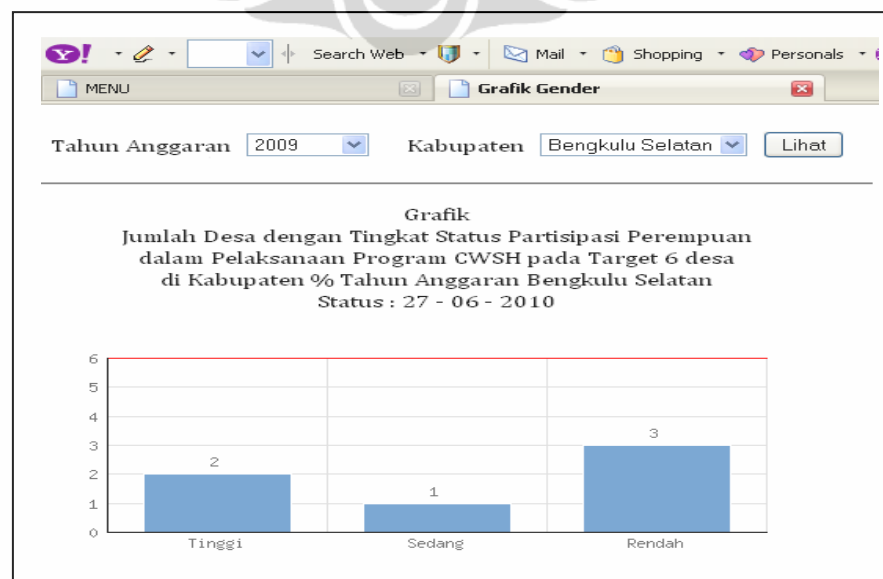 Y!
Search Web
Mail
Shopping
Personals
MENU
Grafik Gender
Tahun Anggaran 2009 Kabupaten Bengkulu Selatan Lihat
Grafik
Jumlah Desa dengan Tingkat Status Partisipasi Perempuan
dalam Pelaksanaan Program CWSH pada Target 6 desa
di Kabupaten % Tahun Anggaran Bengkulu Selatan
Status : 27 - 06 - 2010
6
5
4
3
2
1
0
2
1
3
Tinggi Sedang Rendah